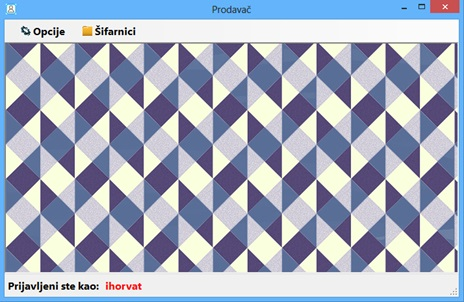 Prodavač
Opcije Šifarnici
Prijavljeni ste kao: ihorvat